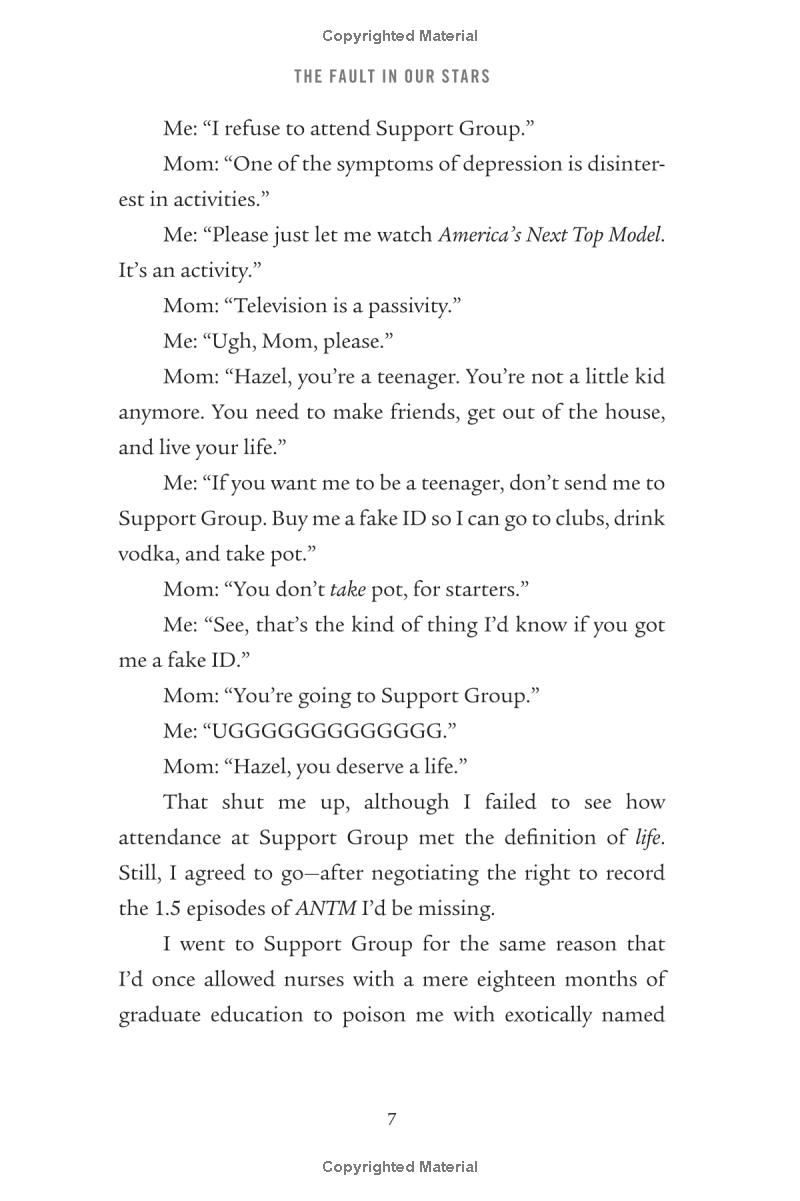 Copyrighted Material
THE FAULT IN OUR STARS
Me: “I refuse to attend Support Group.”
Mom: “One of the symptoms of depression is disinter-
est in activities.”
Me: “Please just let me watch America’s Next Top Model.
It’s an activity.”
Mom: “Television is a passivity.”
Me: “Ugh, Mom, please.”
Mom: “Hazel, you’re a teenager. You’re not a little kid
anymore. You need to make friends, get out of the house,
and live your life.”
Me: “If you want me to be a teenager, don’t send me to
Support Group. Buy me a fake ID so I can go to clubs, drink
vodka, and take pot.”
Mom: “You don’t take pot, for starters.”
Me: “See, that’s the kind of thing I’d know if you got
me a fake ID.”
Mom: “You’re going to Support Group.”
Me: “UGGGGGGGGGGGGG.”
Mom: “Hazel, you deserve a life.”
That shut me up, although I failed to see how
attendance at Support Group met the definition of life.
Still, I agreed to go—after negotiating the right to record
the 1.5 episodes of ANTM I’d be missing.
I went to Support Group for the same reason that
I’d once allowed nurses with a mere eighteen months of
graduate education to poison me with exotically named
7
Copyrighted Material